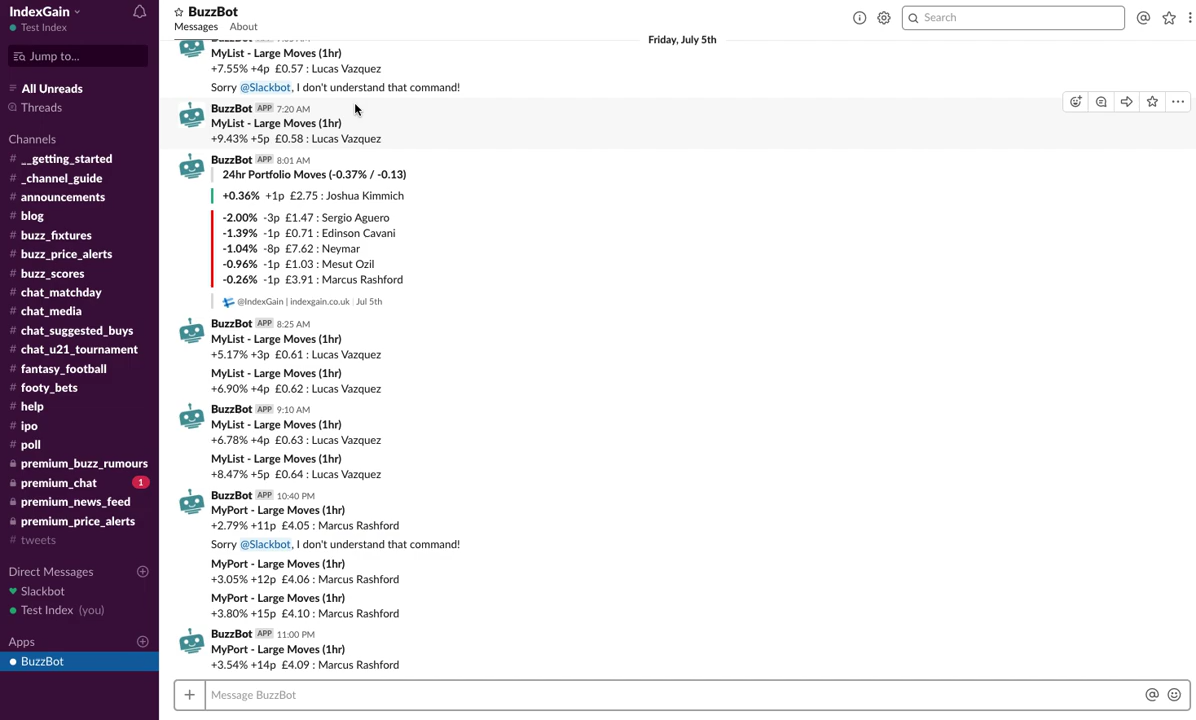 IndexGain
Test Index
Jump to...
All Unreads
Threads
Channels
# __getting_started
# _channel_guide
# announcements
# blog
# buzz_fixtures
# buzz_price_alerts
# buzz_scores
# chat_matchday
# chat_media
# chat_suggested_buys
# chat_u21_tournament
# fantasy_football
# footy_bets
# help
# ipo
# poll
premium_buzz_rumours
premium_chat 1
premium_news_feed
premium_price_alerts
# tweets
Direct Messages
Slackbot
Test Index (you)
Apps
BuzzBot
BuzzBot
Messages About
Search
Friday, July 5th
MyList - Large Moves (1hr)
+7.55% +4p £0.57 : Lucas Vazquez
Sorry @Slackbot, I don't understand that command!
BuzzBot APP 7:20 AM
MyList - Large Moves (1hr)
+9.43% +5p £0.58 : Lucas Vazquez
BuzzBot APP 8:01 AM
24hr Portfolio Moves (-0.37% / -0.13)
+0.36% +1p £2.75 : Joshua Kimmich
-2.00% -3p £1.47 : Sergio Aguero
-1.39% -1p £0.71 : Edinson Cavani
-1.04% -8p £7.62 : Neymar
-0.96% -1p £1.03 : Mesut Ozil
-0.26% -1p £3.91 : Marcus Rashford
@IndexGain | indexgain.co.uk | Jul 5th
BuzzBot APP 8:25 AM
MyList - Large Moves (1hr)
+5.17% +3p £0.61 : Lucas Vazquez
MyList - Large Moves (1hr)
+6.90% +4p £0.62 : Lucas Vazquez
BuzzBot APP 9:10 AM
MyList - Large Moves (1hr)
+6.78% +4p £0.63 : Lucas Vazquez
MyList - Large Moves (1hr)
+8.47% +5p £0.64 : Lucas Vazquez
BuzzBot APP 10:40 PM
MyPort - Large Moves (1hr)
+2.79% +11p £4.05 : Marcus Rashford
Sorry @Slackbot, I don't understand that command!
MyPort - Large Moves (1hr)
+3.05% +12p £4.06 : Marcus Rashford
MyPort - Large Moves (1hr)
+3.80% +15p £4.10 : Marcus Rashford
BuzzBot APP 11:00 PM
MyPort - Large Moves (1hr)
+3.54% +14p £4.09 : Marcus Rashford
Message BuzzBot